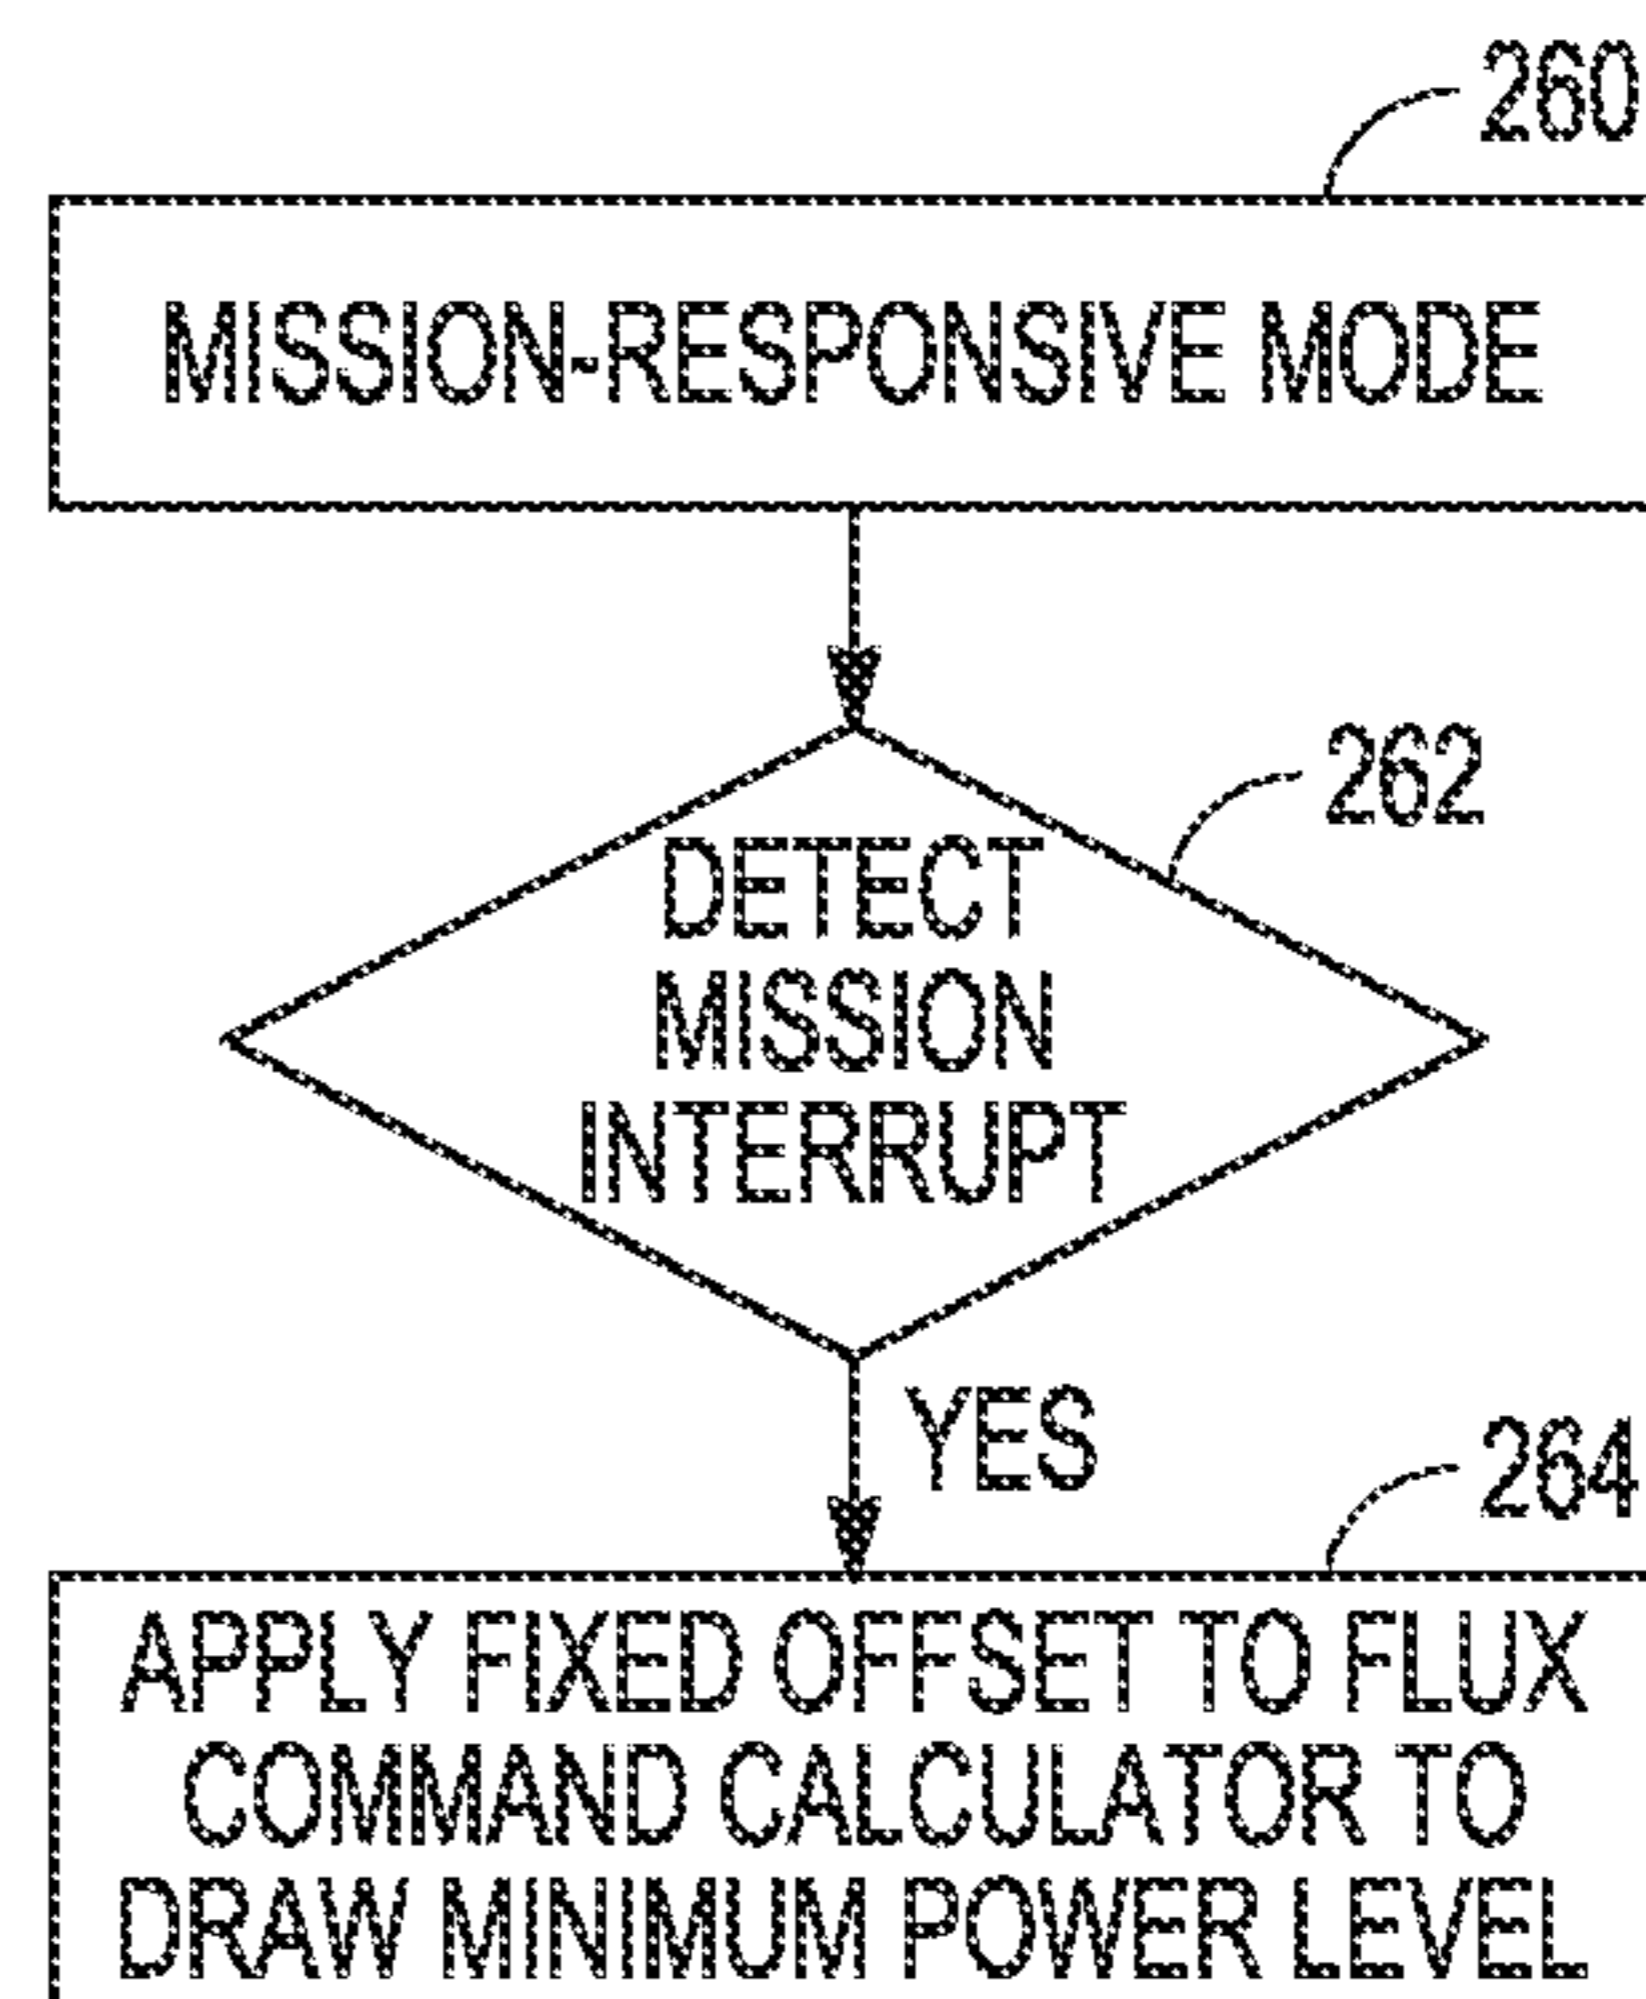 260
MISSION-RESPONSIVE MODE
262
DETECT
MISSION
INTERRUPT
YES
264
APPLY FIXED OFFSET TO FLUX
COMMAND CALCULATOR TO
DRAW MINIMUM POWER LEVEL